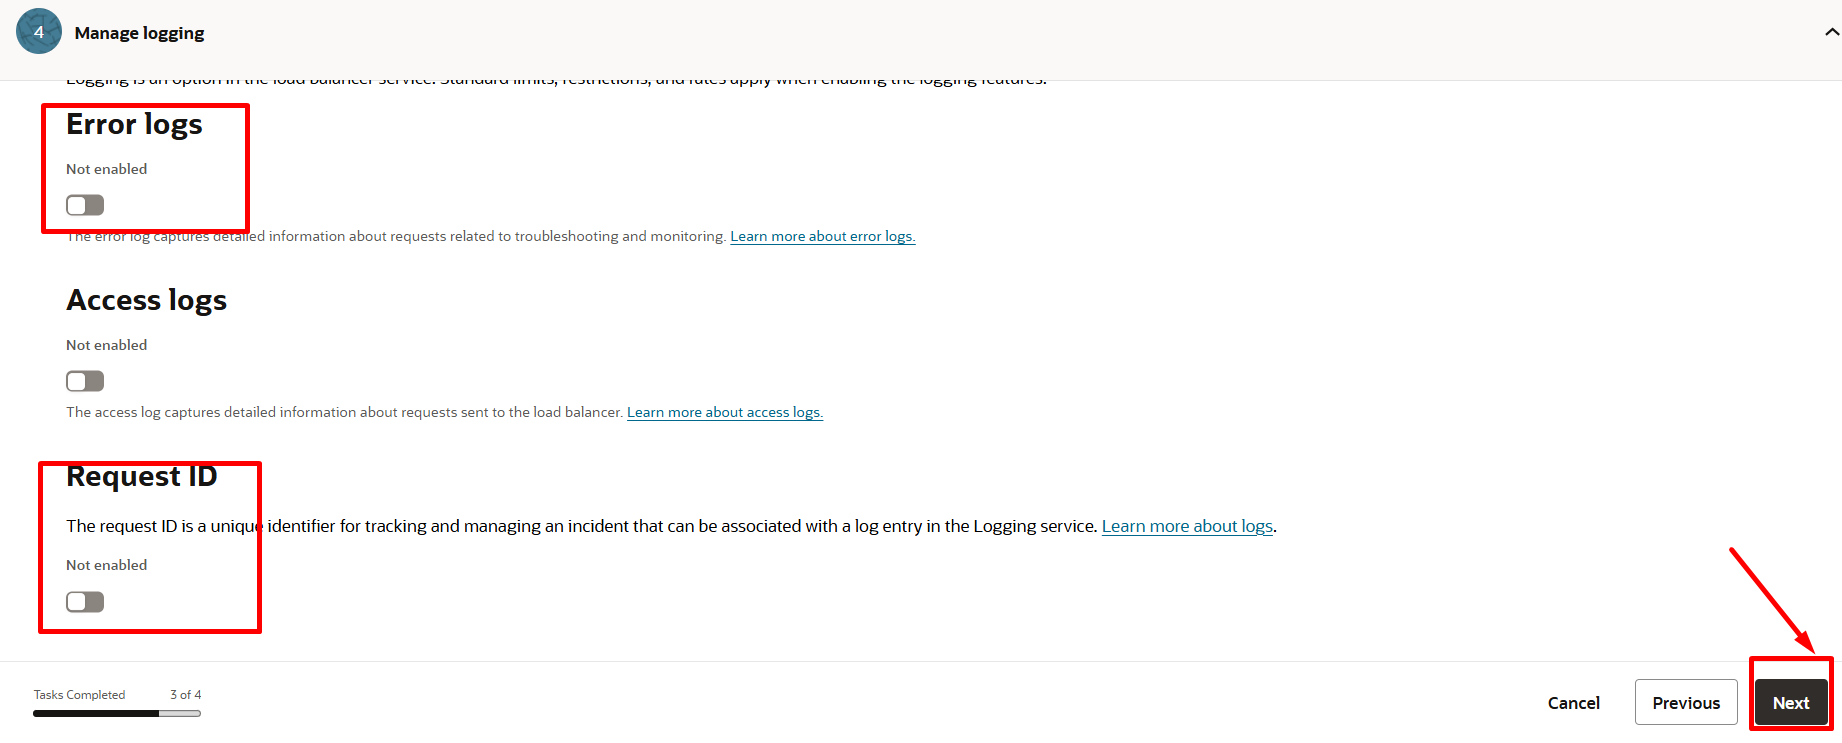 4
Manage logging
Logging is an option in the load balancer service. Standard limits, restrictions, and rules apply when enabling the logging features.
Error logs
Not enabled
The error log captures detailed information about requests related to troubleshooting and monitoring. Learn more about error logs.
Access logs
Not enabled
The access log captures detailed information about requests sent to the load balancer. Learn more about access logs.
Request ID
The request ID is a unique identifier for tracking and managing an incident that can be associated with a log entry in the Logging service. Learn more about logs.
Not enabled
Tasks Completed 3 of 4
Cancel Previous Next